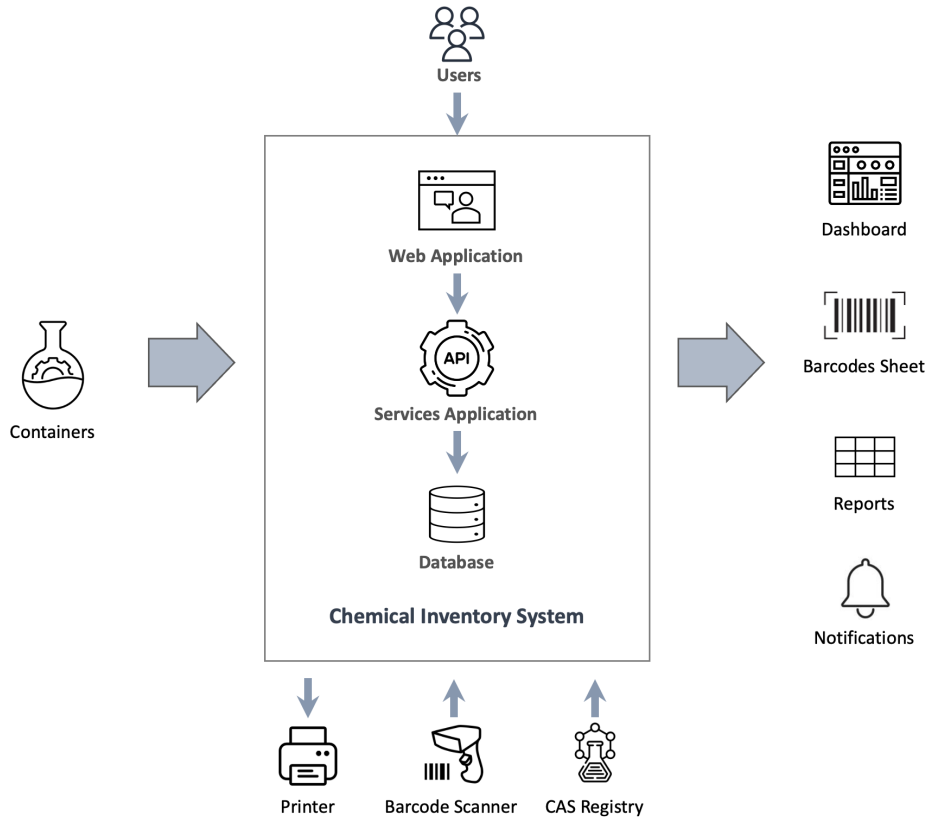 Users
Web Application
API
Services Application
Database
Chemical Inventory System
Containers
Dashboard
Barcodes Sheet
Reports
Notifications
Printer
Barcode Scanner
CAS Registry